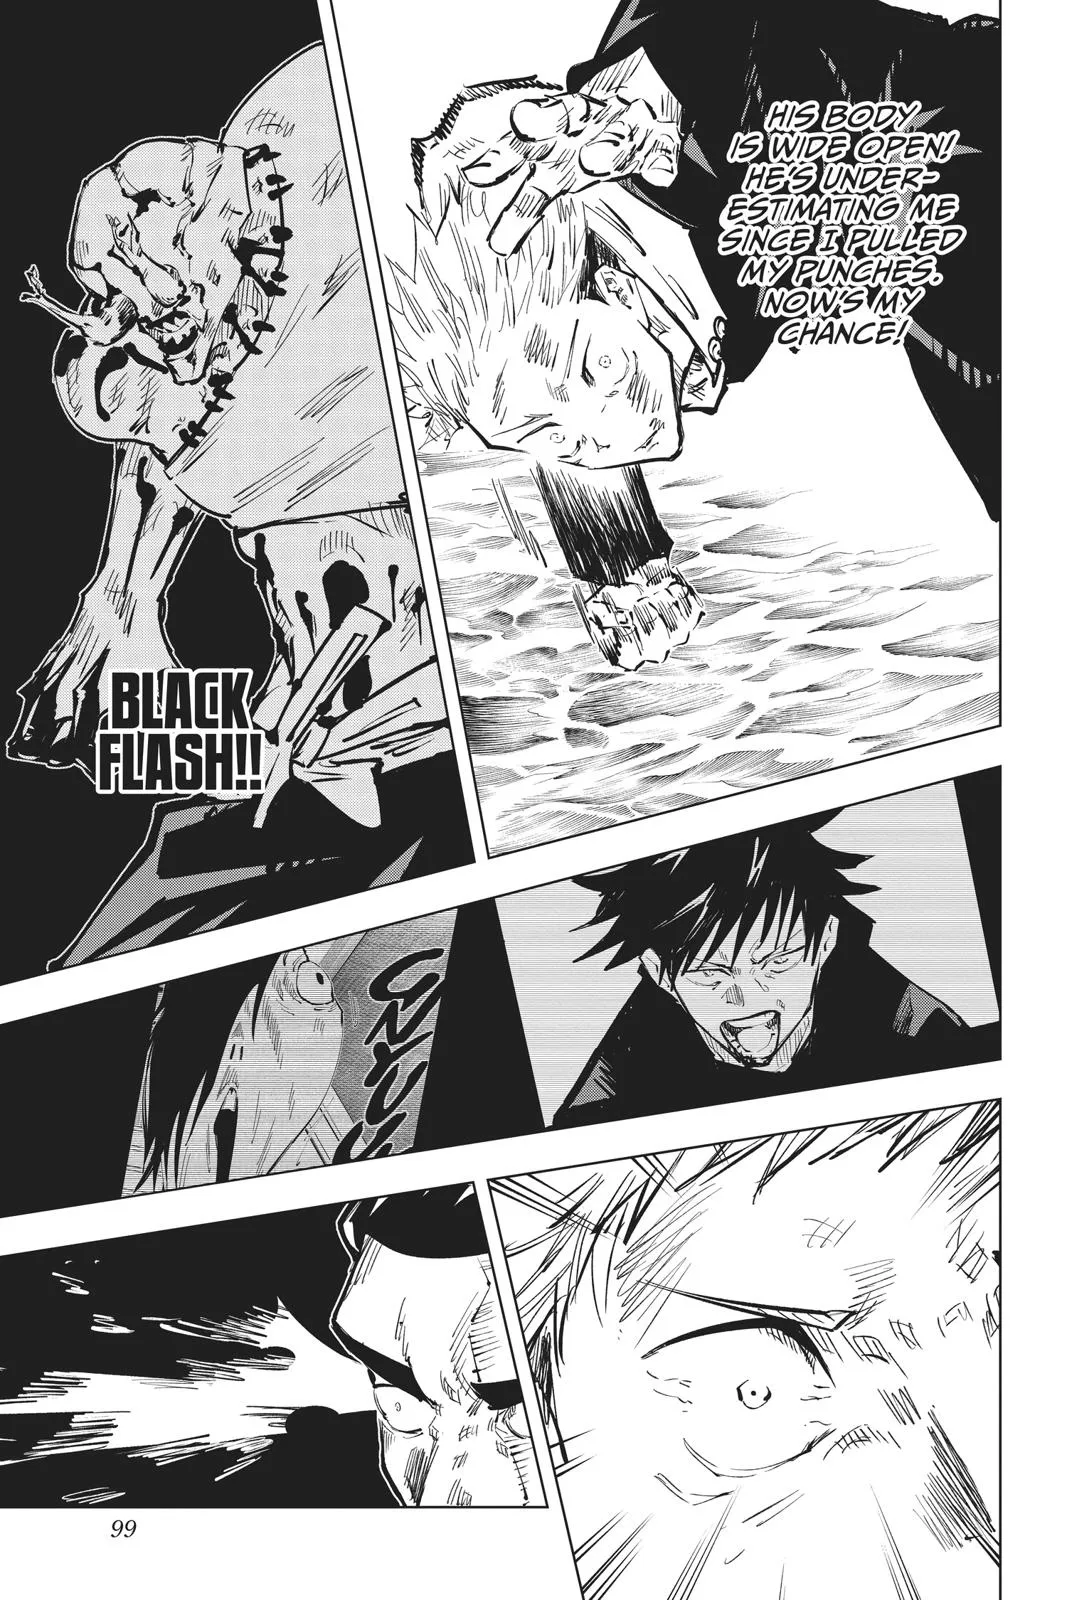 HIS BODY
IS WIDE OPEN!
HE'S UNDER-
ESTIMATING ME
SINCE I PULLED
MY PUNCHES.
NOW'S MY
CHANCE!
BLACK
FLASH!!
99